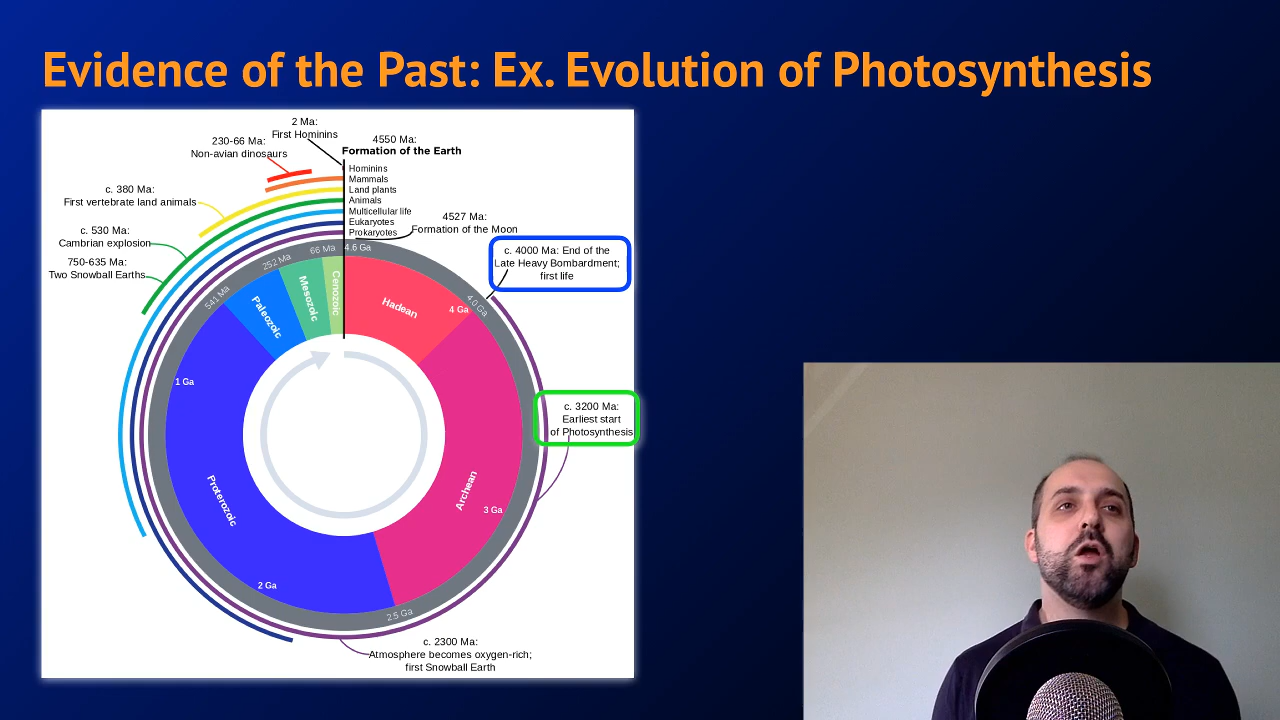 Evidence of the Past: Ex. Evolution of Photosynthesis
2 Ma:
First Hominins
230-66 Ma:
Non-avian dinosaurs
4550 Ma:
Formation of the Earth
Hominins
Mammals
Land plants
Animals
Multicellular life
Eukaryotes
Prokaryotes
c. 380 Ma:
First vertebrate land animals
4527 Ma:
Formation of the Moon
c. 530 Ma:
Cambrian explosion
750-635 Ma:
Two Snowball Earths
c. 4000 Ma: End of the
Late Heavy Bombardment;
first life
4.6 Ga
66 Ma
252 Ma
541 Ma
4.0 Ga
Cenozoic
Mesozoic
Paleozoic
Hadean
4 Ga
1 Ga
c. 3200 Ma:
Earliest start
of Photosynthesis
Archean
Proterozoic
3 Ga
2 Ga
2.5 Ga
c. 2300 Ma:
Atmosphere becomes oxygen-rich;
first Snowball Earth